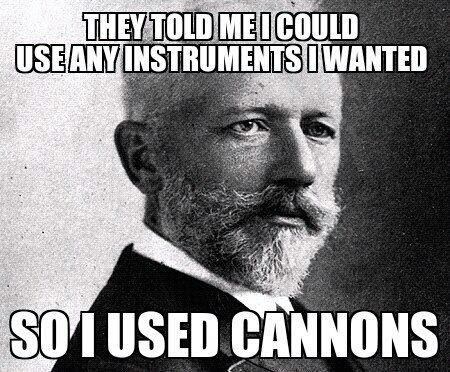 THEY TOLD ME I COULD
USE ANY INSTRUMENTS I WANTED
SO I USED CANNONS